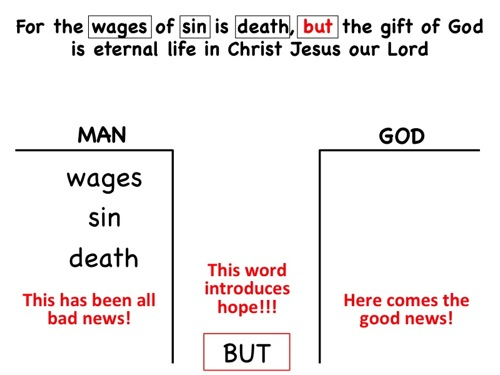 For the wages of sin is death, but the gift of God
is eternal life in Christ Jesus our Lord
MAN
GOD
wages
sin
death
This has been all
bad news!
This word
introduces
hope!!!
BUT
Here comes the
good news!